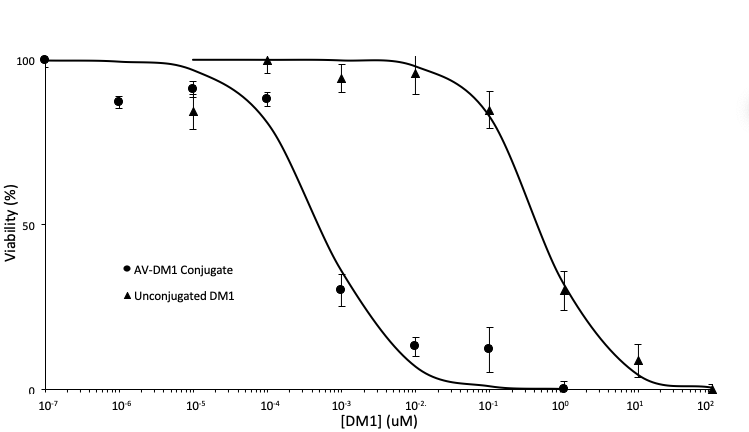 100
50
0
Viability (%)
AV-DM1 Conjugate
Unconjugated DM1
10-7 10-6 10-5 10-4 10-3 10-2. 10-1 100 101 102
[DM1] (uM)